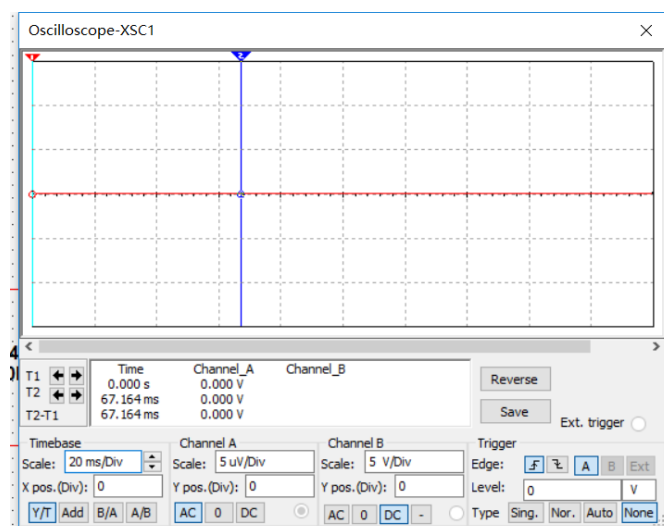 Oscilloscope-XSC1
1 2
Time Channel_A Channel_B
T1 0.000 s 0.000 V
T2 67.164 ms 0.000 V
T2-T1 67.164 ms 0.000 V
Reverse
Save
Ext. trigger
Timebase Channel A Channel B Trigger
Scale: 20 ms/Div Scale: 5 uV/Div Scale: 5 V/Div Edge: A B Ext
X pos.(Div): 0 Y pos.(Div): 0 Y pos.(Div): 0 Level: 0 V
Y/T Add B/A A/B AC 0 DC AC 0 DC - Type Sing. Nor. Auto None